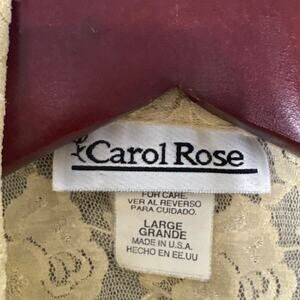 Carol Rose
FOR CARE.
VER AL REVERSO
PARA CUIDADO.
LARGE
GRANDE
MADE IN U.S.A.
HECHO EN EE.UU